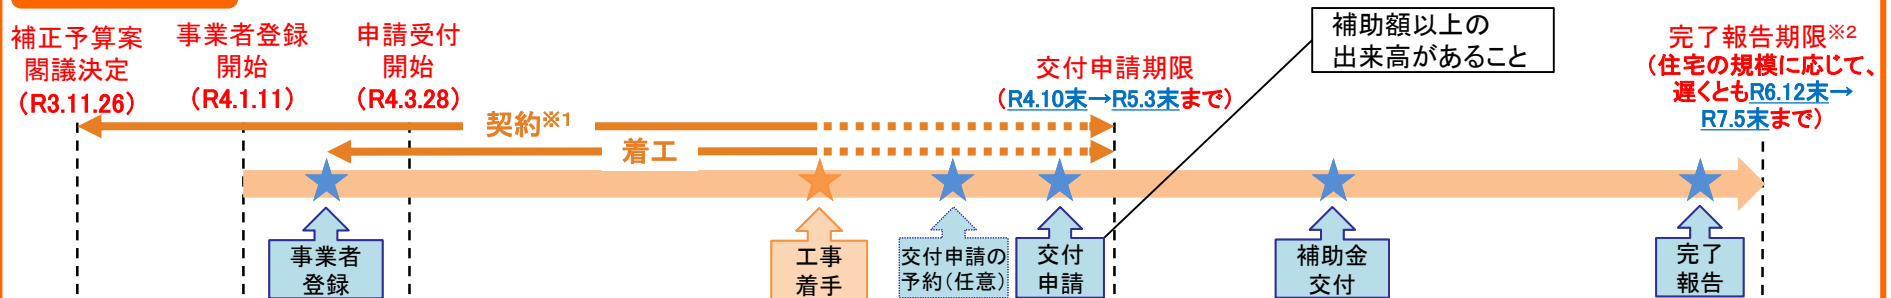 補正予算案
閣議決定
（R3.11.26）
事業者登録
開始
（R4.1.11）
申請受付
開始
（R4.3.28）
交付申請期限
（R4.10末→R5.3末まで）
補助額以上の
出来高があること
完了報告期限※2
（住宅の規模に応じて、
遅くともR6.12末→
R7.5末まで）
契約※1
着工
事業者
登録
工事
着手
交付申請の
予約（任意）
交付
申請
補助金
交付
完了
報告